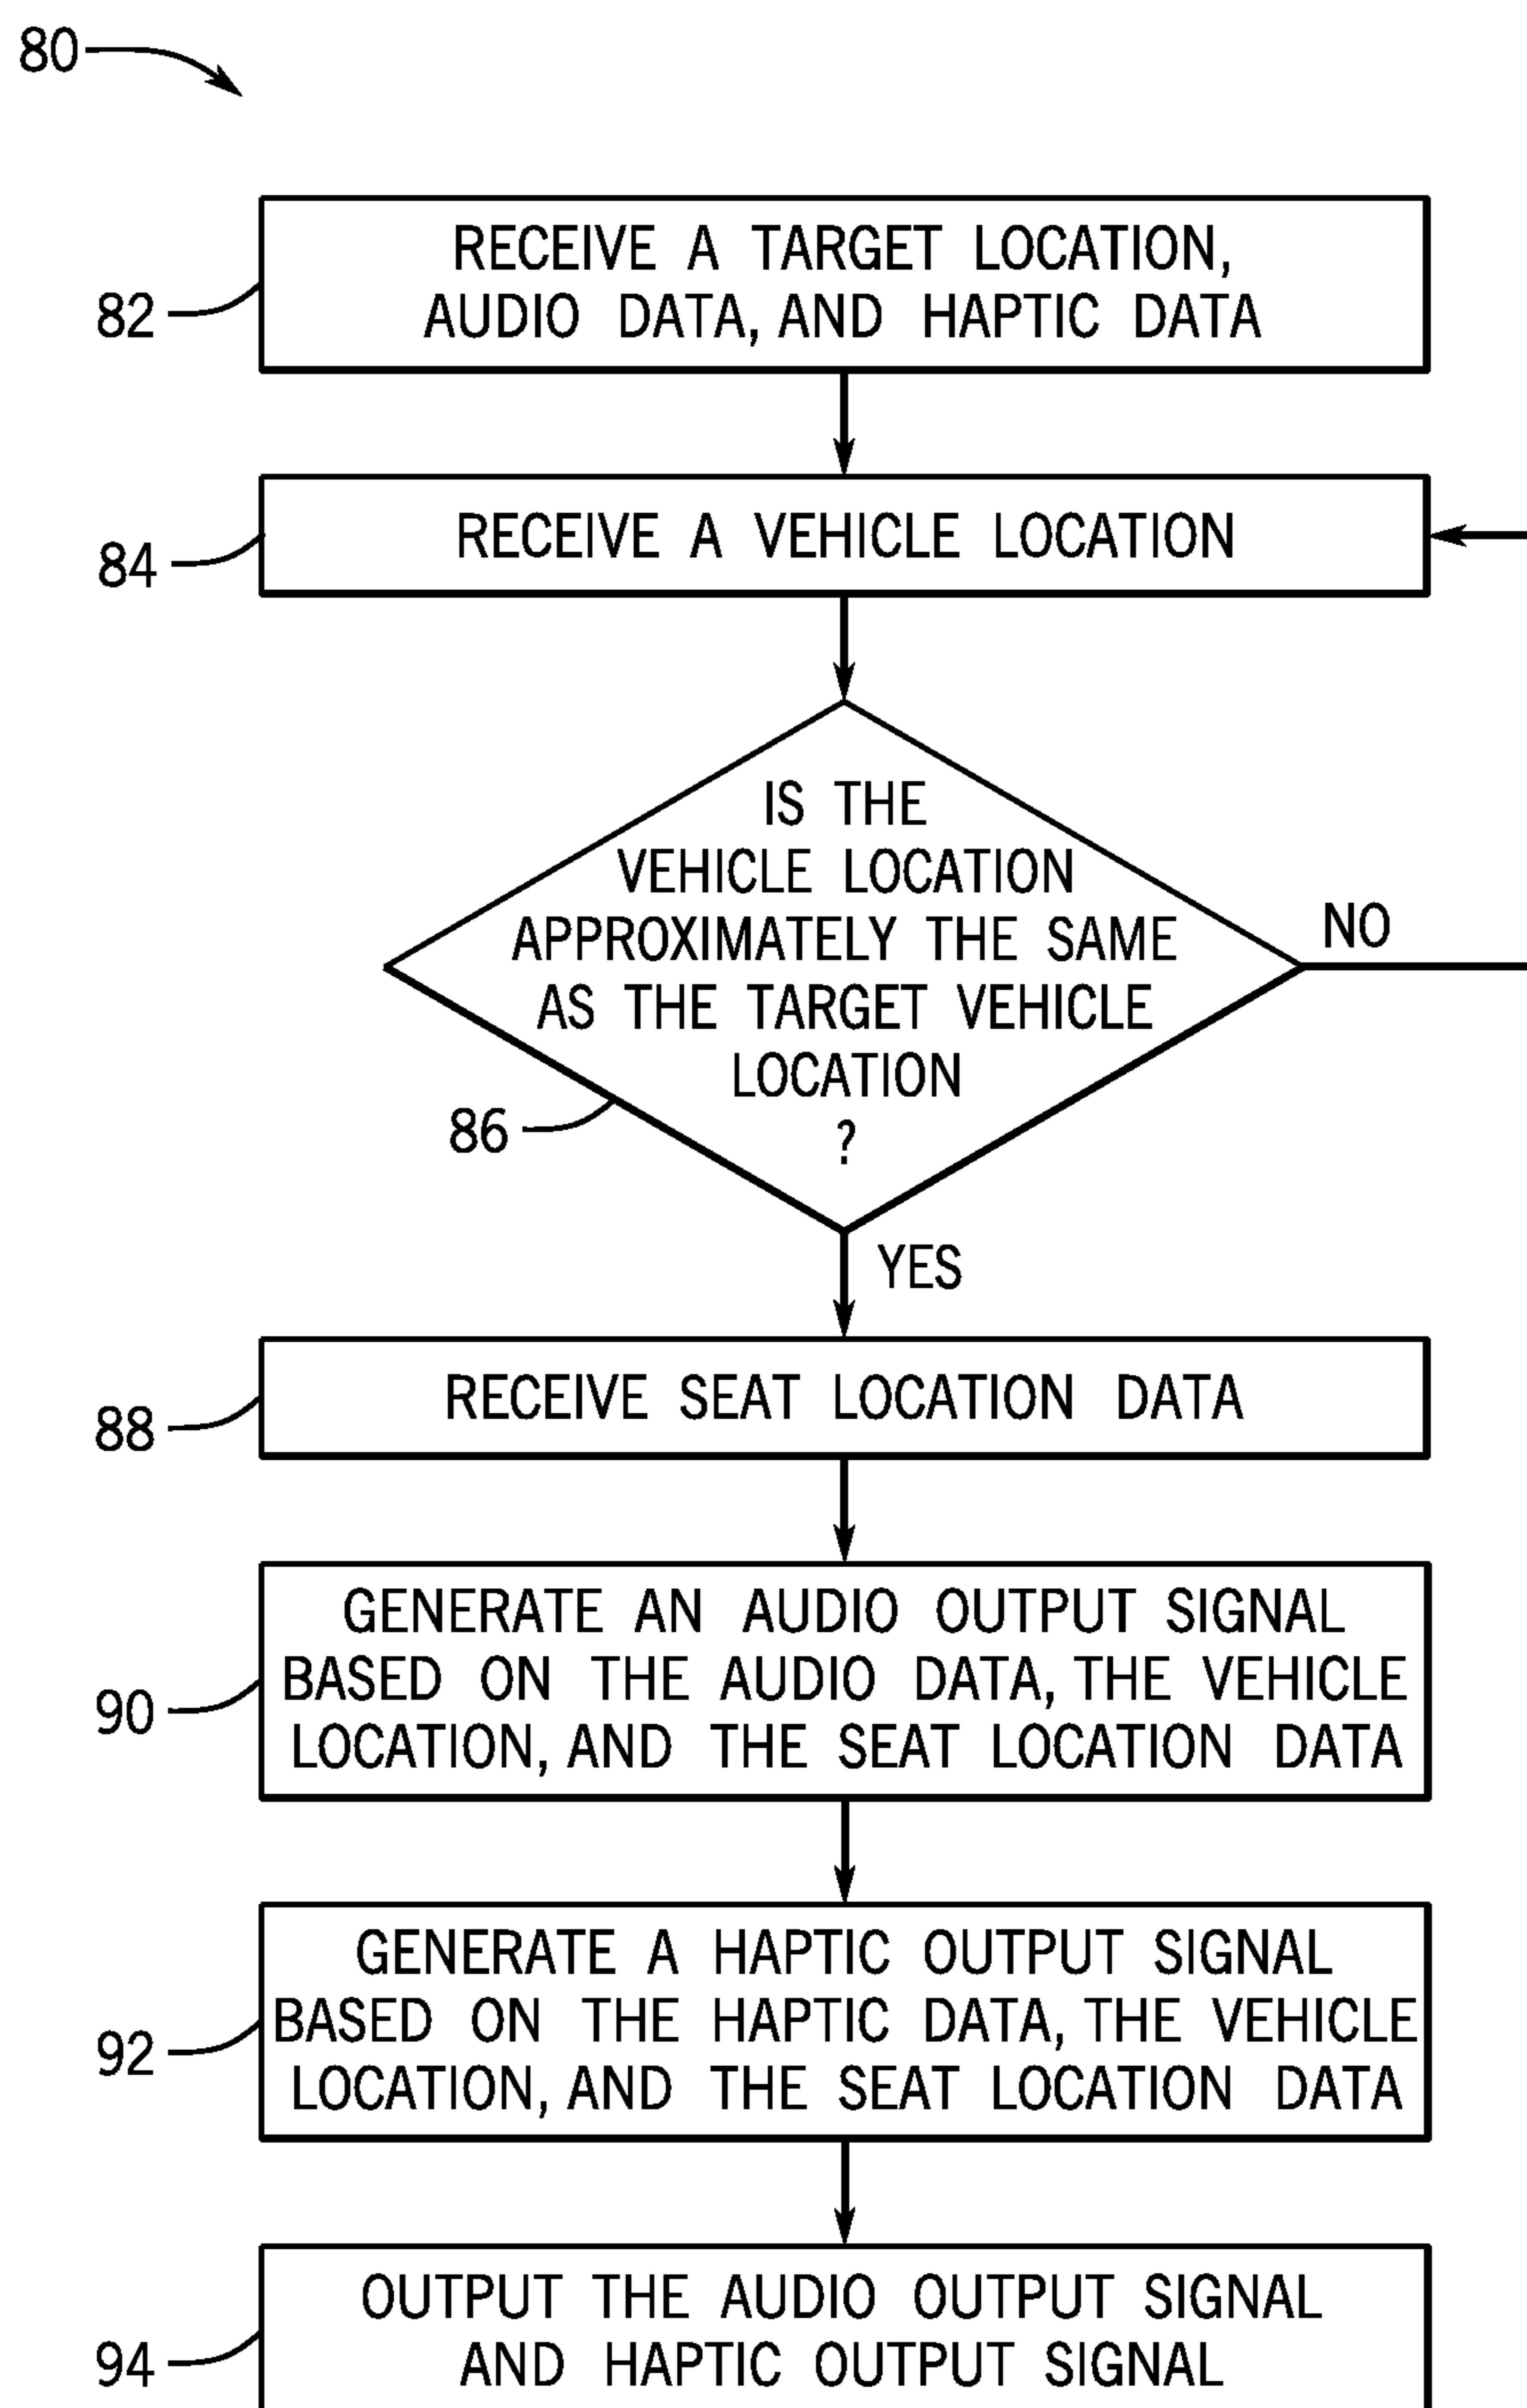 80
RECEIVE A TARGET LOCATION,
AUDIO DATA, AND HAPTIC DATA
82
RECEIVE A VEHICLE LOCATION
84
IS THE
VEHICLE LOCATION
APPROXIMATELY THE SAME
AS THE TARGET VEHICLE
LOCATION
?
NO
86
YES
RECEIVE SEAT LOCATION DATA
88
GENERATE AN AUDIO OUTPUT SIGNAL
BASED ON THE AUDIO DATA, THE VEHICLE
LOCATION, AND THE SEAT LOCATION DATA
90
GENERATE A HAPTIC OUTPUT SIGNAL
BASED ON THE HAPTIC DATA, THE VEHICLE
LOCATION, AND THE SEAT LOCATION DATA
92
OUTPUT THE AUDIO OUTPUT SIGNAL
AND HAPTIC OUTPUT SIGNAL
94